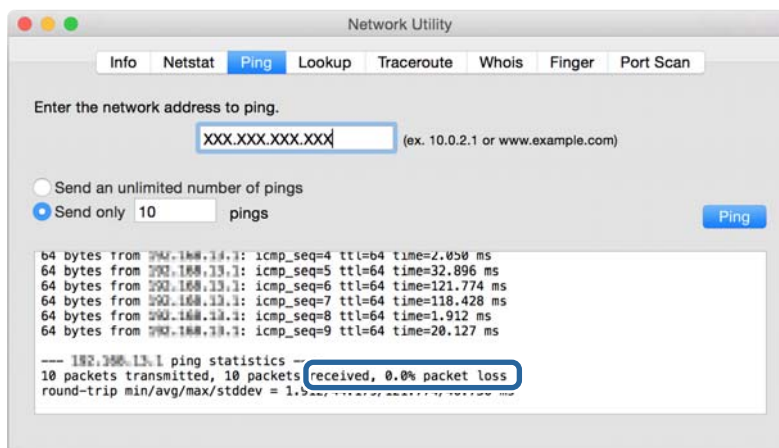 Network Utility
Info Netstat Ping Lookup Traceroute Whois Finger Port Scan
Enter the network address to ping.
XXX.XXX.XXX.XXX (ex. 10.0.2.1 or www.example.com)
Send an unlimited number of pings
Send only 10 pings
Ping
64 bytes from icmp_seq=4 ttl=64 time=2.050 ms
64 bytes from icmp_seq=5 ttl=64 time=32.896 ms
64 bytes from icmp_seq=6 ttl=64 time=121.774 ms
64 bytes from icmp_seq=7 ttl=64 time=118.428 ms
64 bytes from icmp_seq=8 ttl=64 time=1.912 ms
64 bytes from icmp_seq=9 ttl=64 time=20.127 ms
--- ping statistics
10 packets transmitted, 10 packets received, 0.0% packet loss
round-trip min/avg/max/stddev = ms